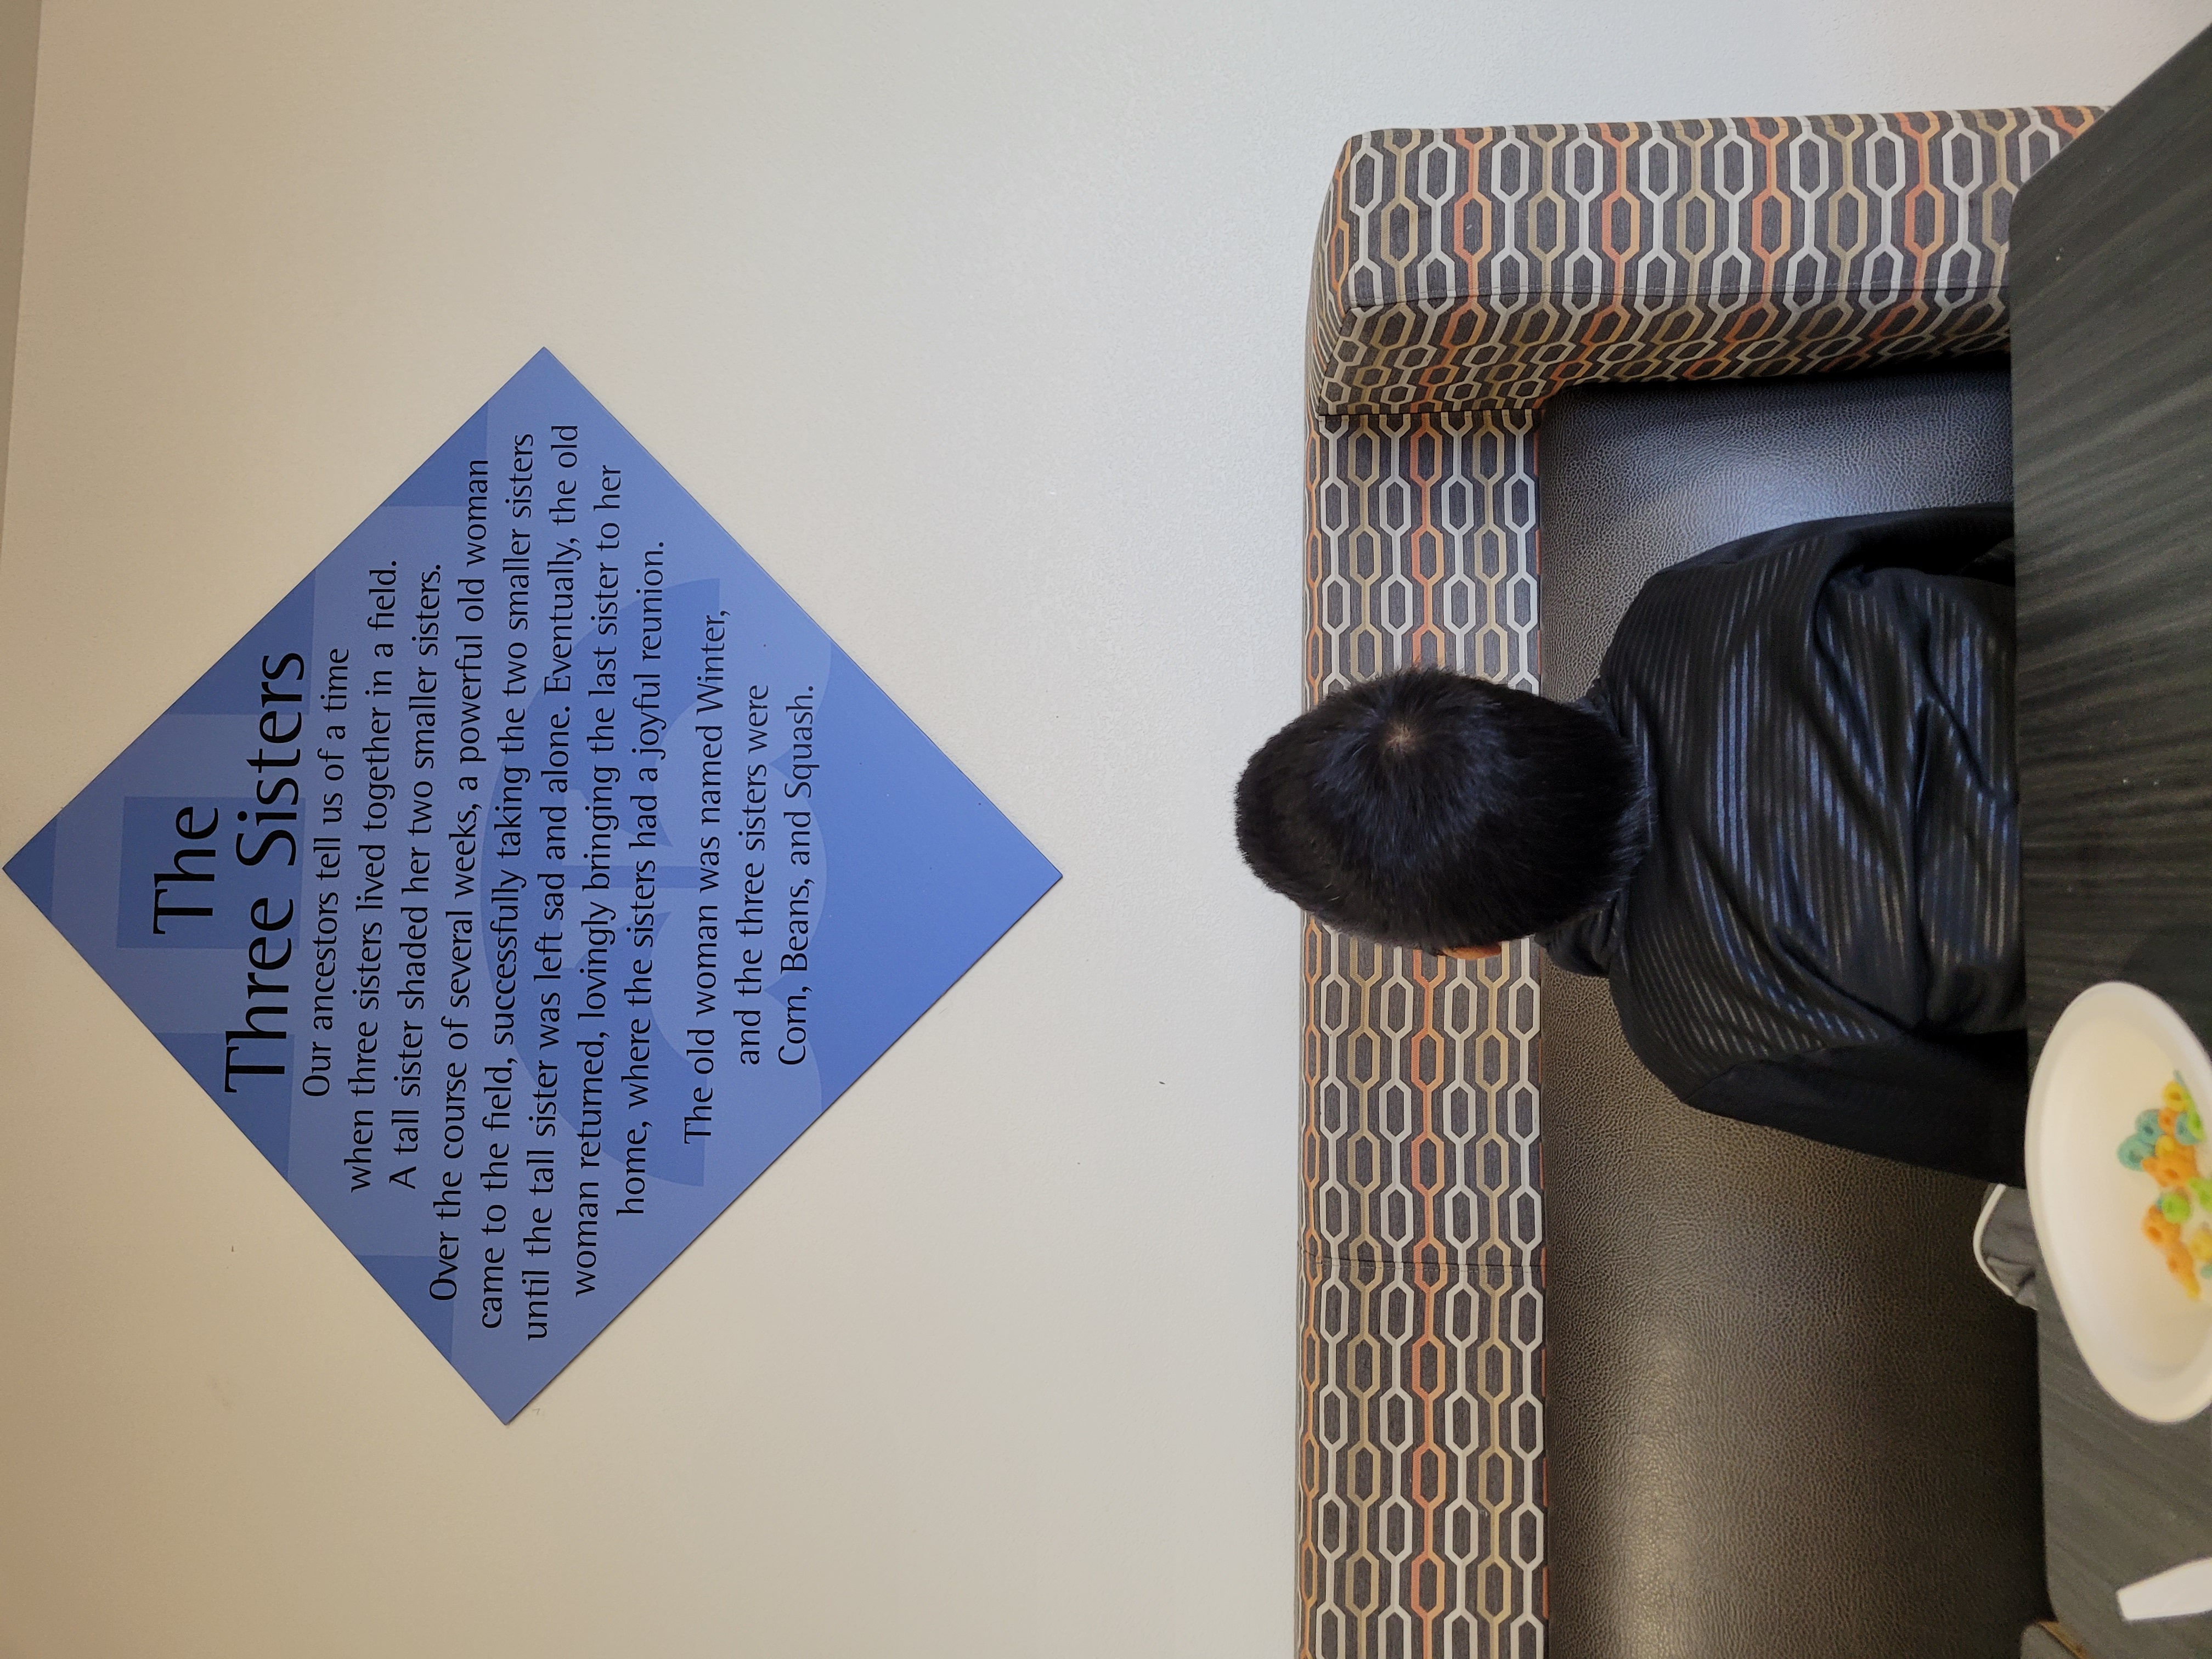 The
Three Sisters
Our ancestors tell us of a time
when three sisters lived together in a field.
A tall sister shaded her two smaller sisters.
Over the course of several weeks, a powerful old woman
came to the field, successfully taking the two smaller sisters
until the tall sister was left sad and alone. Eventually, the old
woman returned, lovingly bringing the last sister to her
home, where the sisters had a joyful reunion.
The old woman was named Winter,
and the three sisters were
Corn, Beans, and Squash.